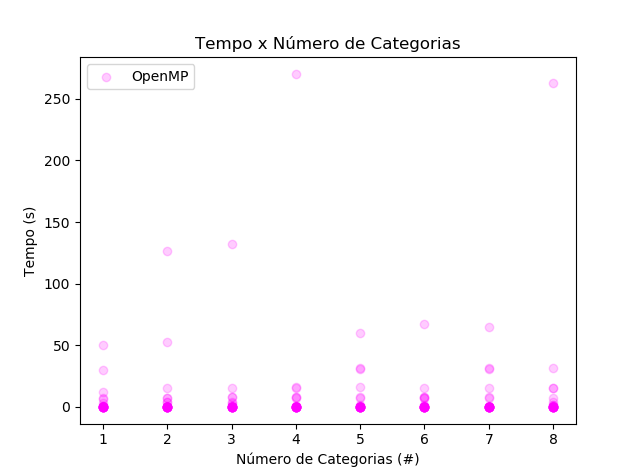 Tempo x Número de Categorias
OpenMP
250
200
150
100
50
0
Tempo (s)
1 2 3 4 5 6 7 8
Número de Categorias (#)